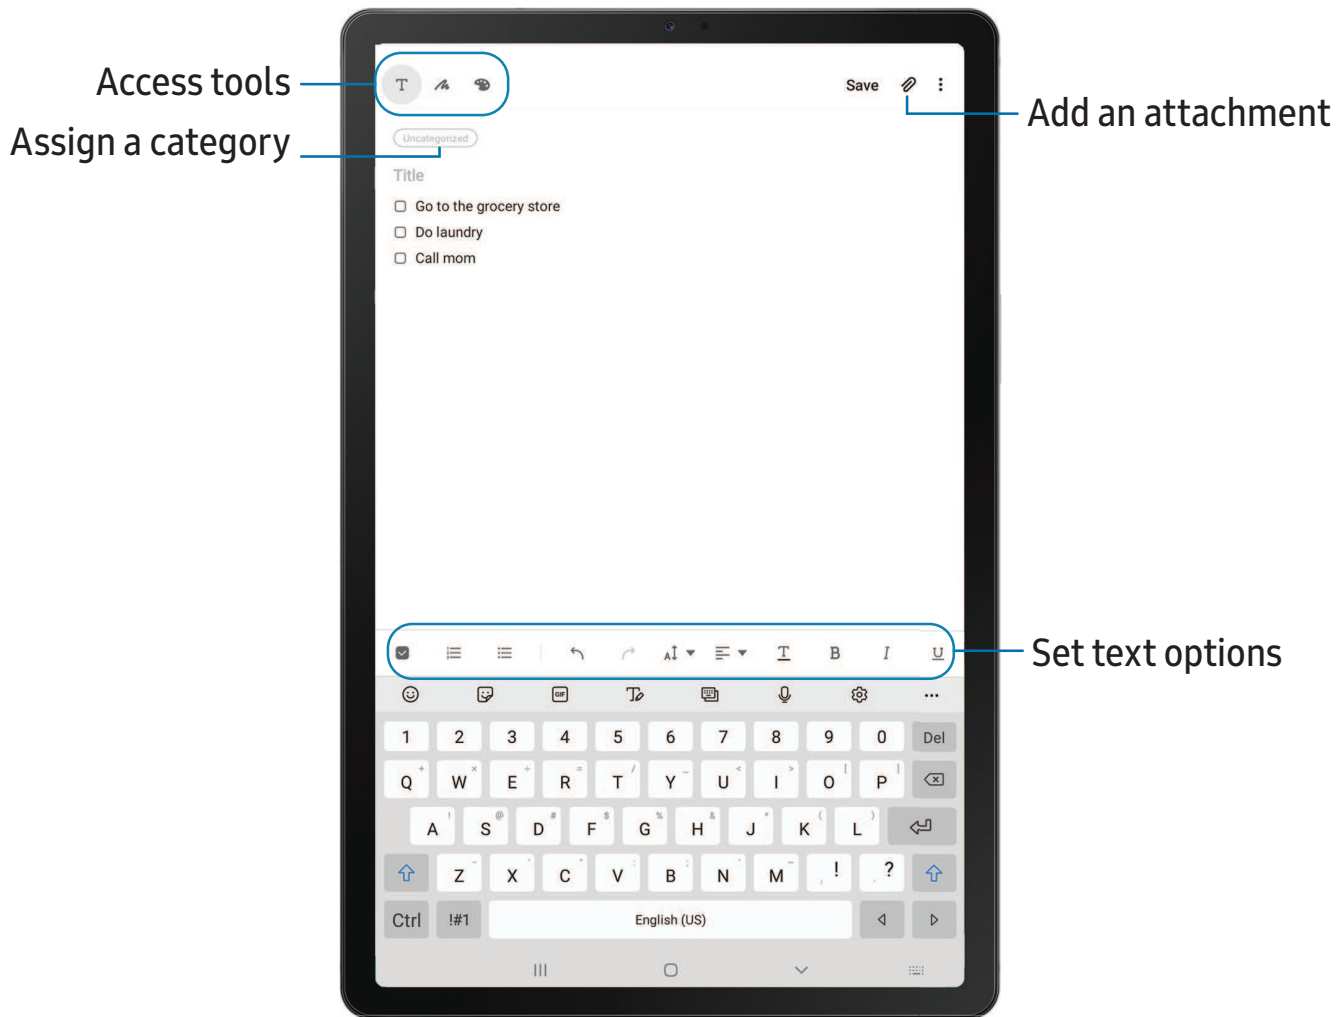 Access tools
Assign a category
Save
Add an attachment
Uncategorized
Title
Go to the grocery store
Do laundry
Call mom
T B I U
Set text options
GIF
1 2 3 4 5 6 7 8 9 0 Del
Q W E R T Y U I O P
A S D F G H J K L
Z X C V B N M , ! . ?
Ctrl !#1 English (US)